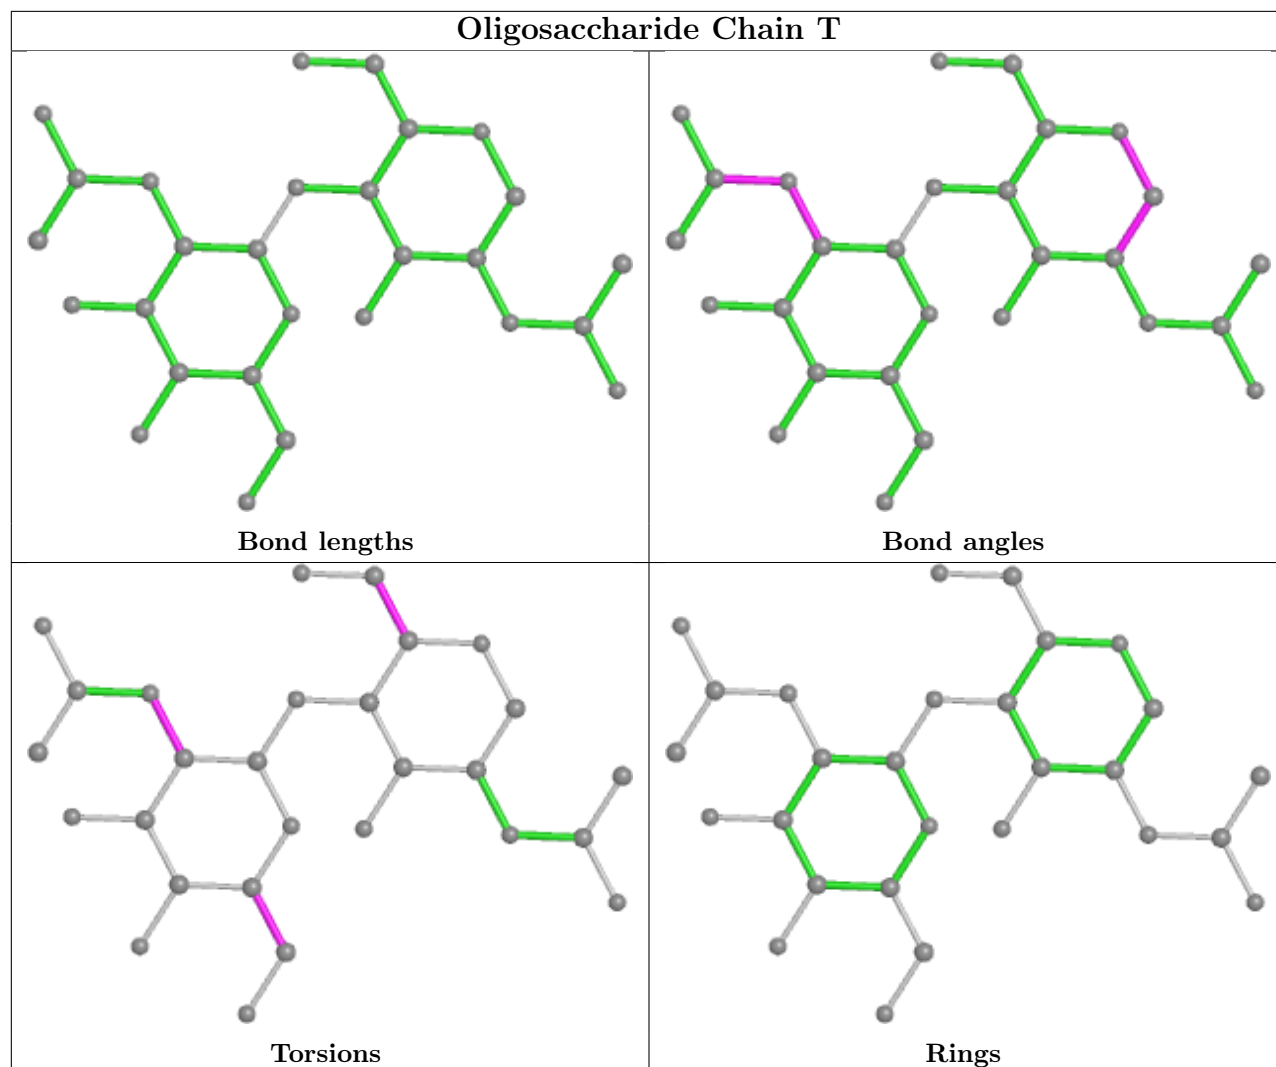 Oligosaccharide Chain T
Bond lengths
Bond angles
Torsions
Rings